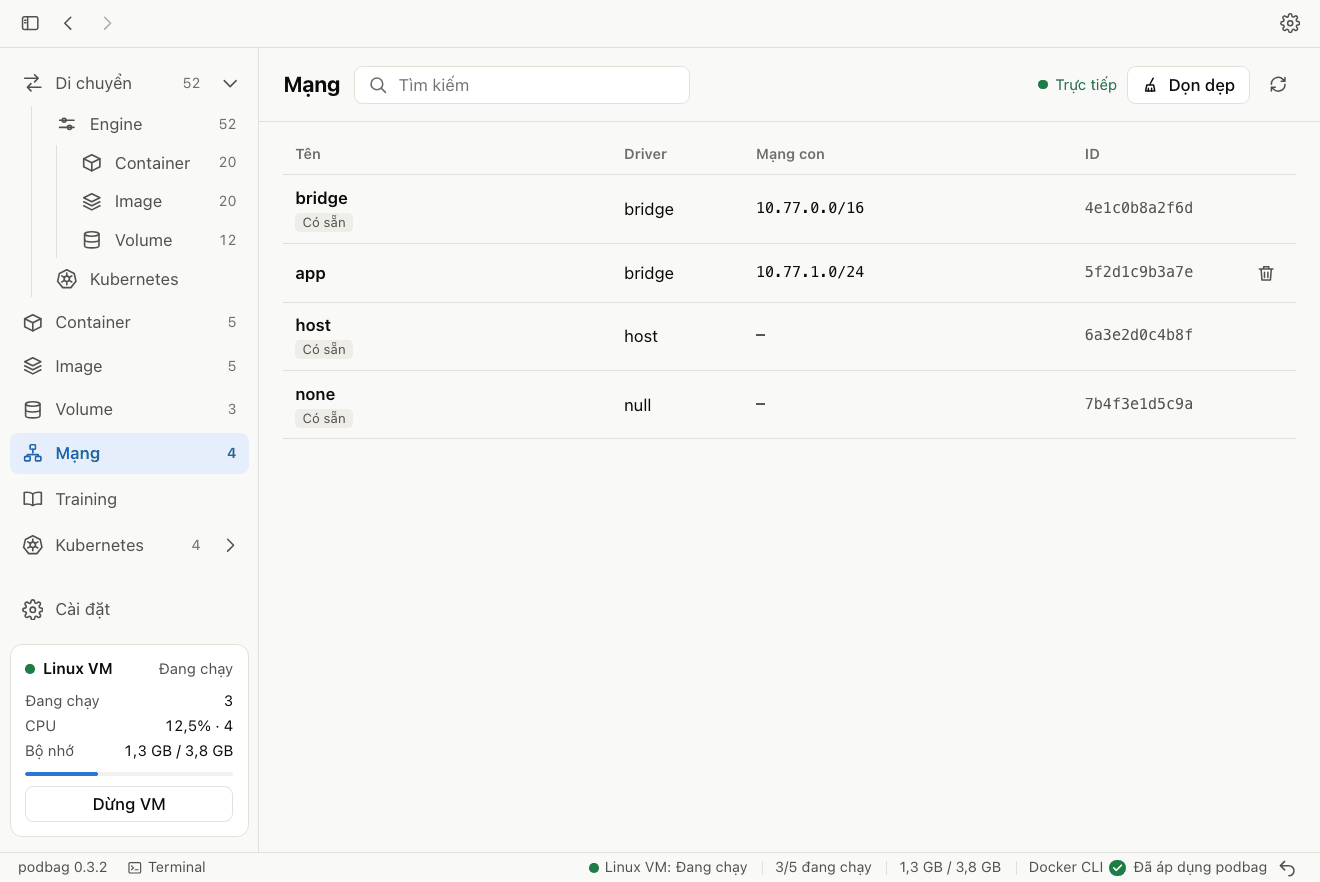 Di chuyển 52
Engine 52
Container 20
Image 20
Volume 12
Kubernetes
Container 5
Image 5
Volume 3
Mạng 4
Training
Kubernetes 4
Cài đặt
Linux VM Đang chạy
Đang chạy 3
CPU 12,5% · 4
Bộ nhớ 1,3 GB / 3,8 GB
Dừng VM
Mạng Tìm kiếm Trực tiếp Dọn dẹp
Tên Driver Mạng con ID
bridge bridge 10.77.0.0/16 4e1c0b8a2f6d
Có sẵn
app bridge 10.77.1.0/24 5f2d1c9b3a7e
host host – 6a3e2d0c4b8f
Có sẵn
none null – 7b4f3e1d5c9a
Có sẵn
podbag 0.3.2 Terminal Linux VM: Đang chạy 3/5 đang chạy 1,3 GB / 3,8 GB Docker CLI Đã áp dụng podbag